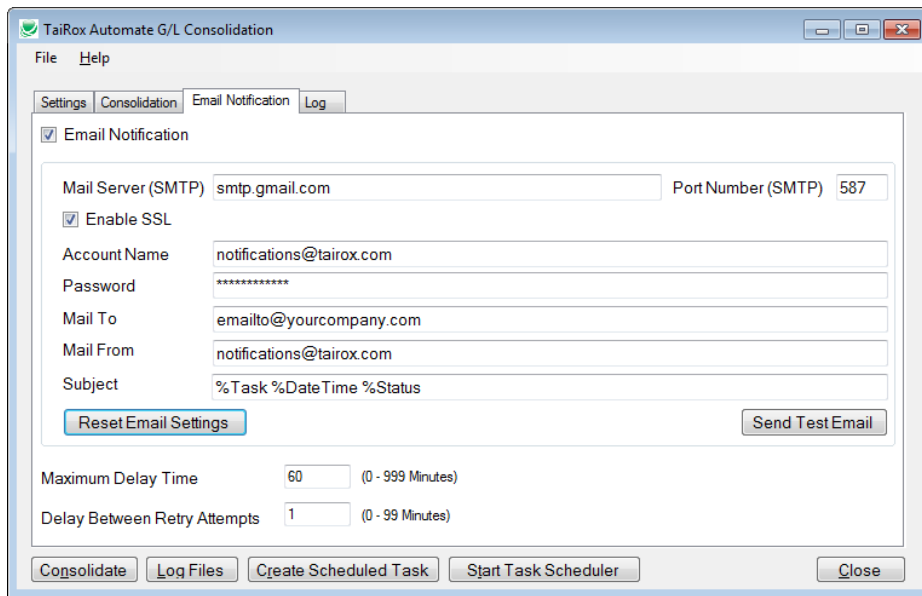 TaiRox Automate G/L Consolidation
File Help
Settings Consolidation Email Notification Log
Email Notification
Mail Server (SMTP) smtp.gmail.com Port Number (SMTP) 587
Enable SSL
Account Name notifications@tairox.com
Password ************
Mail To emailto@yourcompany.com
Mail From notifications@tairox.com
Subject %Task %DateTime %Status
Reset Email Settings Send Test Email
Maximum Delay Time 60 (0 - 999 Minutes)
Delay Between Retry Attempts 1 (0 - 99 Minutes)
Consolidate Log Files Create Scheduled Task Start Task Scheduler Close